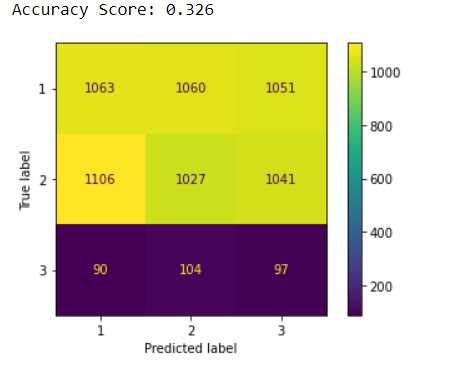 Accuracy Score: 0.326
1 1063 1060 1051
2 1106 1027 1041
3 90 104 97
1 2 3
Predicted label
True label
1000
800
600
400
200